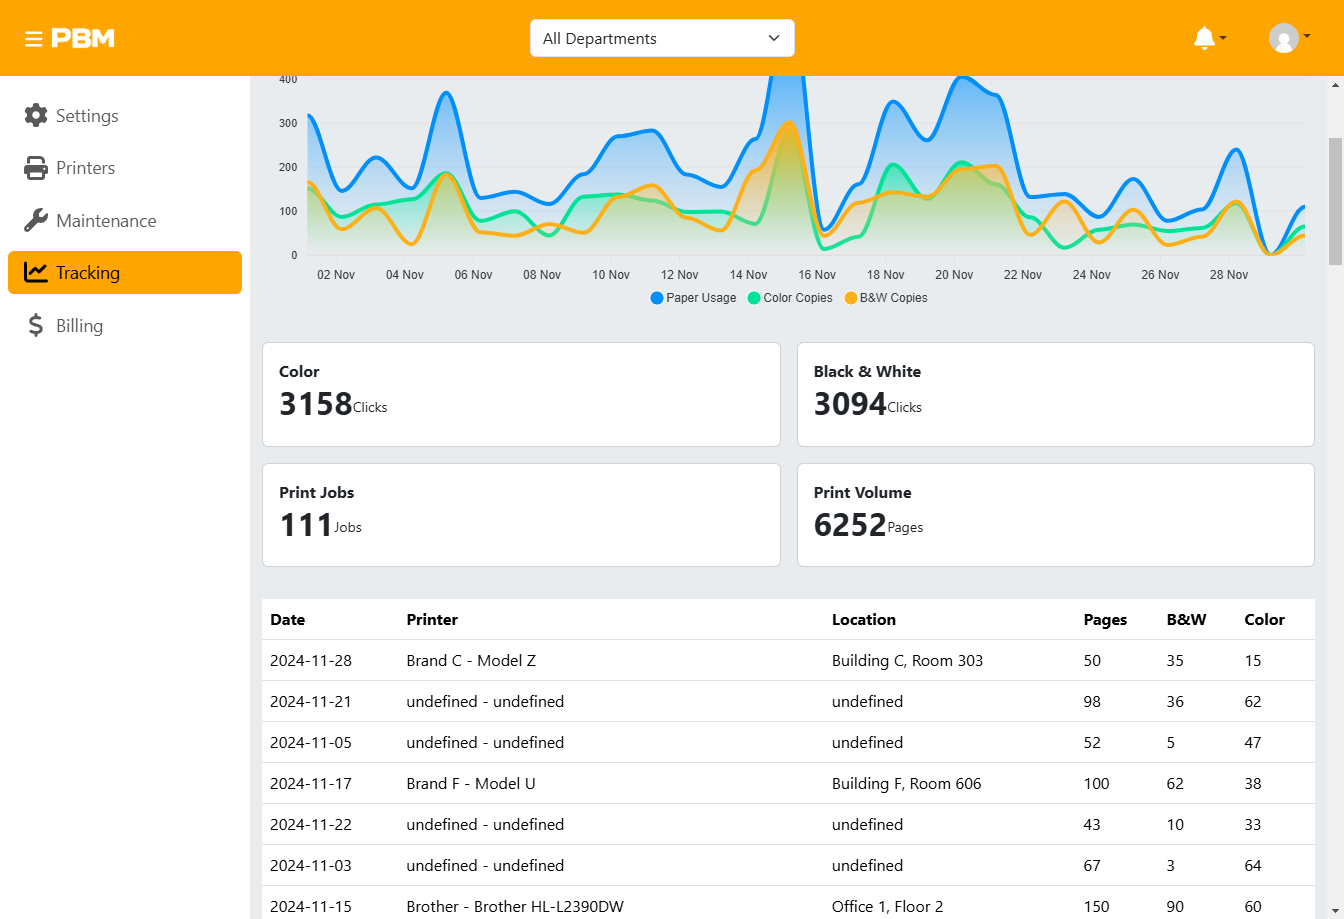 PBM
All Departments
Settings
Printers
Maintenance
Tracking
Billing
400
300
200
100
0
02 Nov 04 Nov 06 Nov 08 Nov 10 Nov 12 Nov 14 Nov 16 Nov 18 Nov 20 Nov 22 Nov 24 Nov 26 Nov 28 Nov
Paper Usage Color Copies B&W Copies
Color
3158Clicks
Black & White
3094Clicks
Print Jobs
111Jobs
Print Volume
6252Pages
Date Printer Location Pages B&W Color
2024-11-28 Brand C - Model Z Building C, Room 303 50 35 15
2024-11-21 undefined - undefined undefined 98 36 62
2024-11-05 undefined - undefined undefined 52 5 47
2024-11-17 Brand F - Model U Building F, Room 606 100 62 38
2024-11-22 undefined - undefined undefined 43 10 33
2024-11-03 undefined - undefined undefined 67 3 64
2024-11-15 Brother - Brother HL-L2390DW Office 1, Floor 2 150 90 60